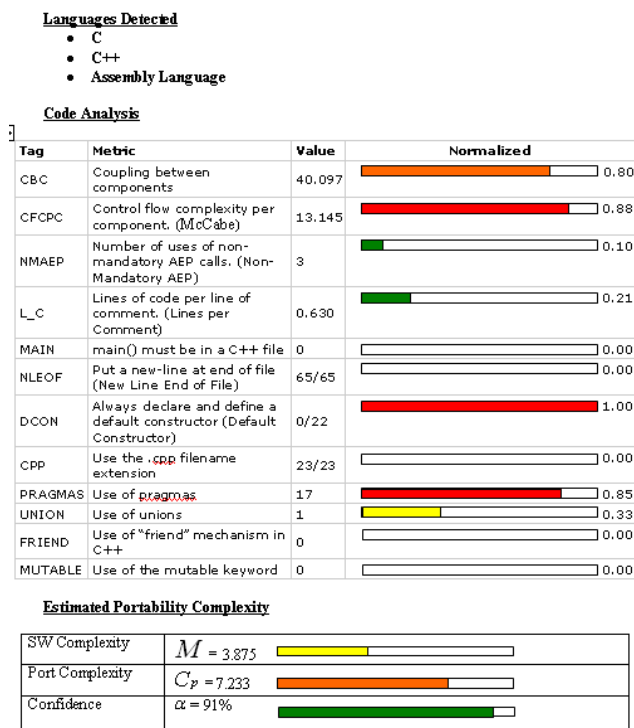 Languages Detected
• C
• C++
• Assembly Language
Code Analysis
Tag Metric Value Normalized
CBC Coupling between components 40.097 0.80
CFCPC Control flow complexity per component. (McCabe) 13.145 0.88
NMAEP Number of uses of non-mandatory AEP calls. (Non-Mandatory AEP) 3 0.10
L_C Lines of code per line of comment. (Lines per Comment) 0.630 0.21
MAIN main() must be in a C++ file 0 0.00
NLEOF Put a new-line at end of file (New Line End of File) 65/65 0.00
DCON Always declare and define a default constructor (Default Constructor) 0/22 1.00
CPP Use the .cpp filename extension 23/23 0.00
PRAGMAS Use of pragmas 17 0.85
UNION Use of unions 1 0.33
FRIEND Use of "friend" mechanism in C++ 0 0.00
MUTABLE Use of the mutable keyword 0 0.00
Estimated Portability Complexity
SW Complexity M = 3.875
Port Complexity Cp = 7.233
Confidence α = 91%